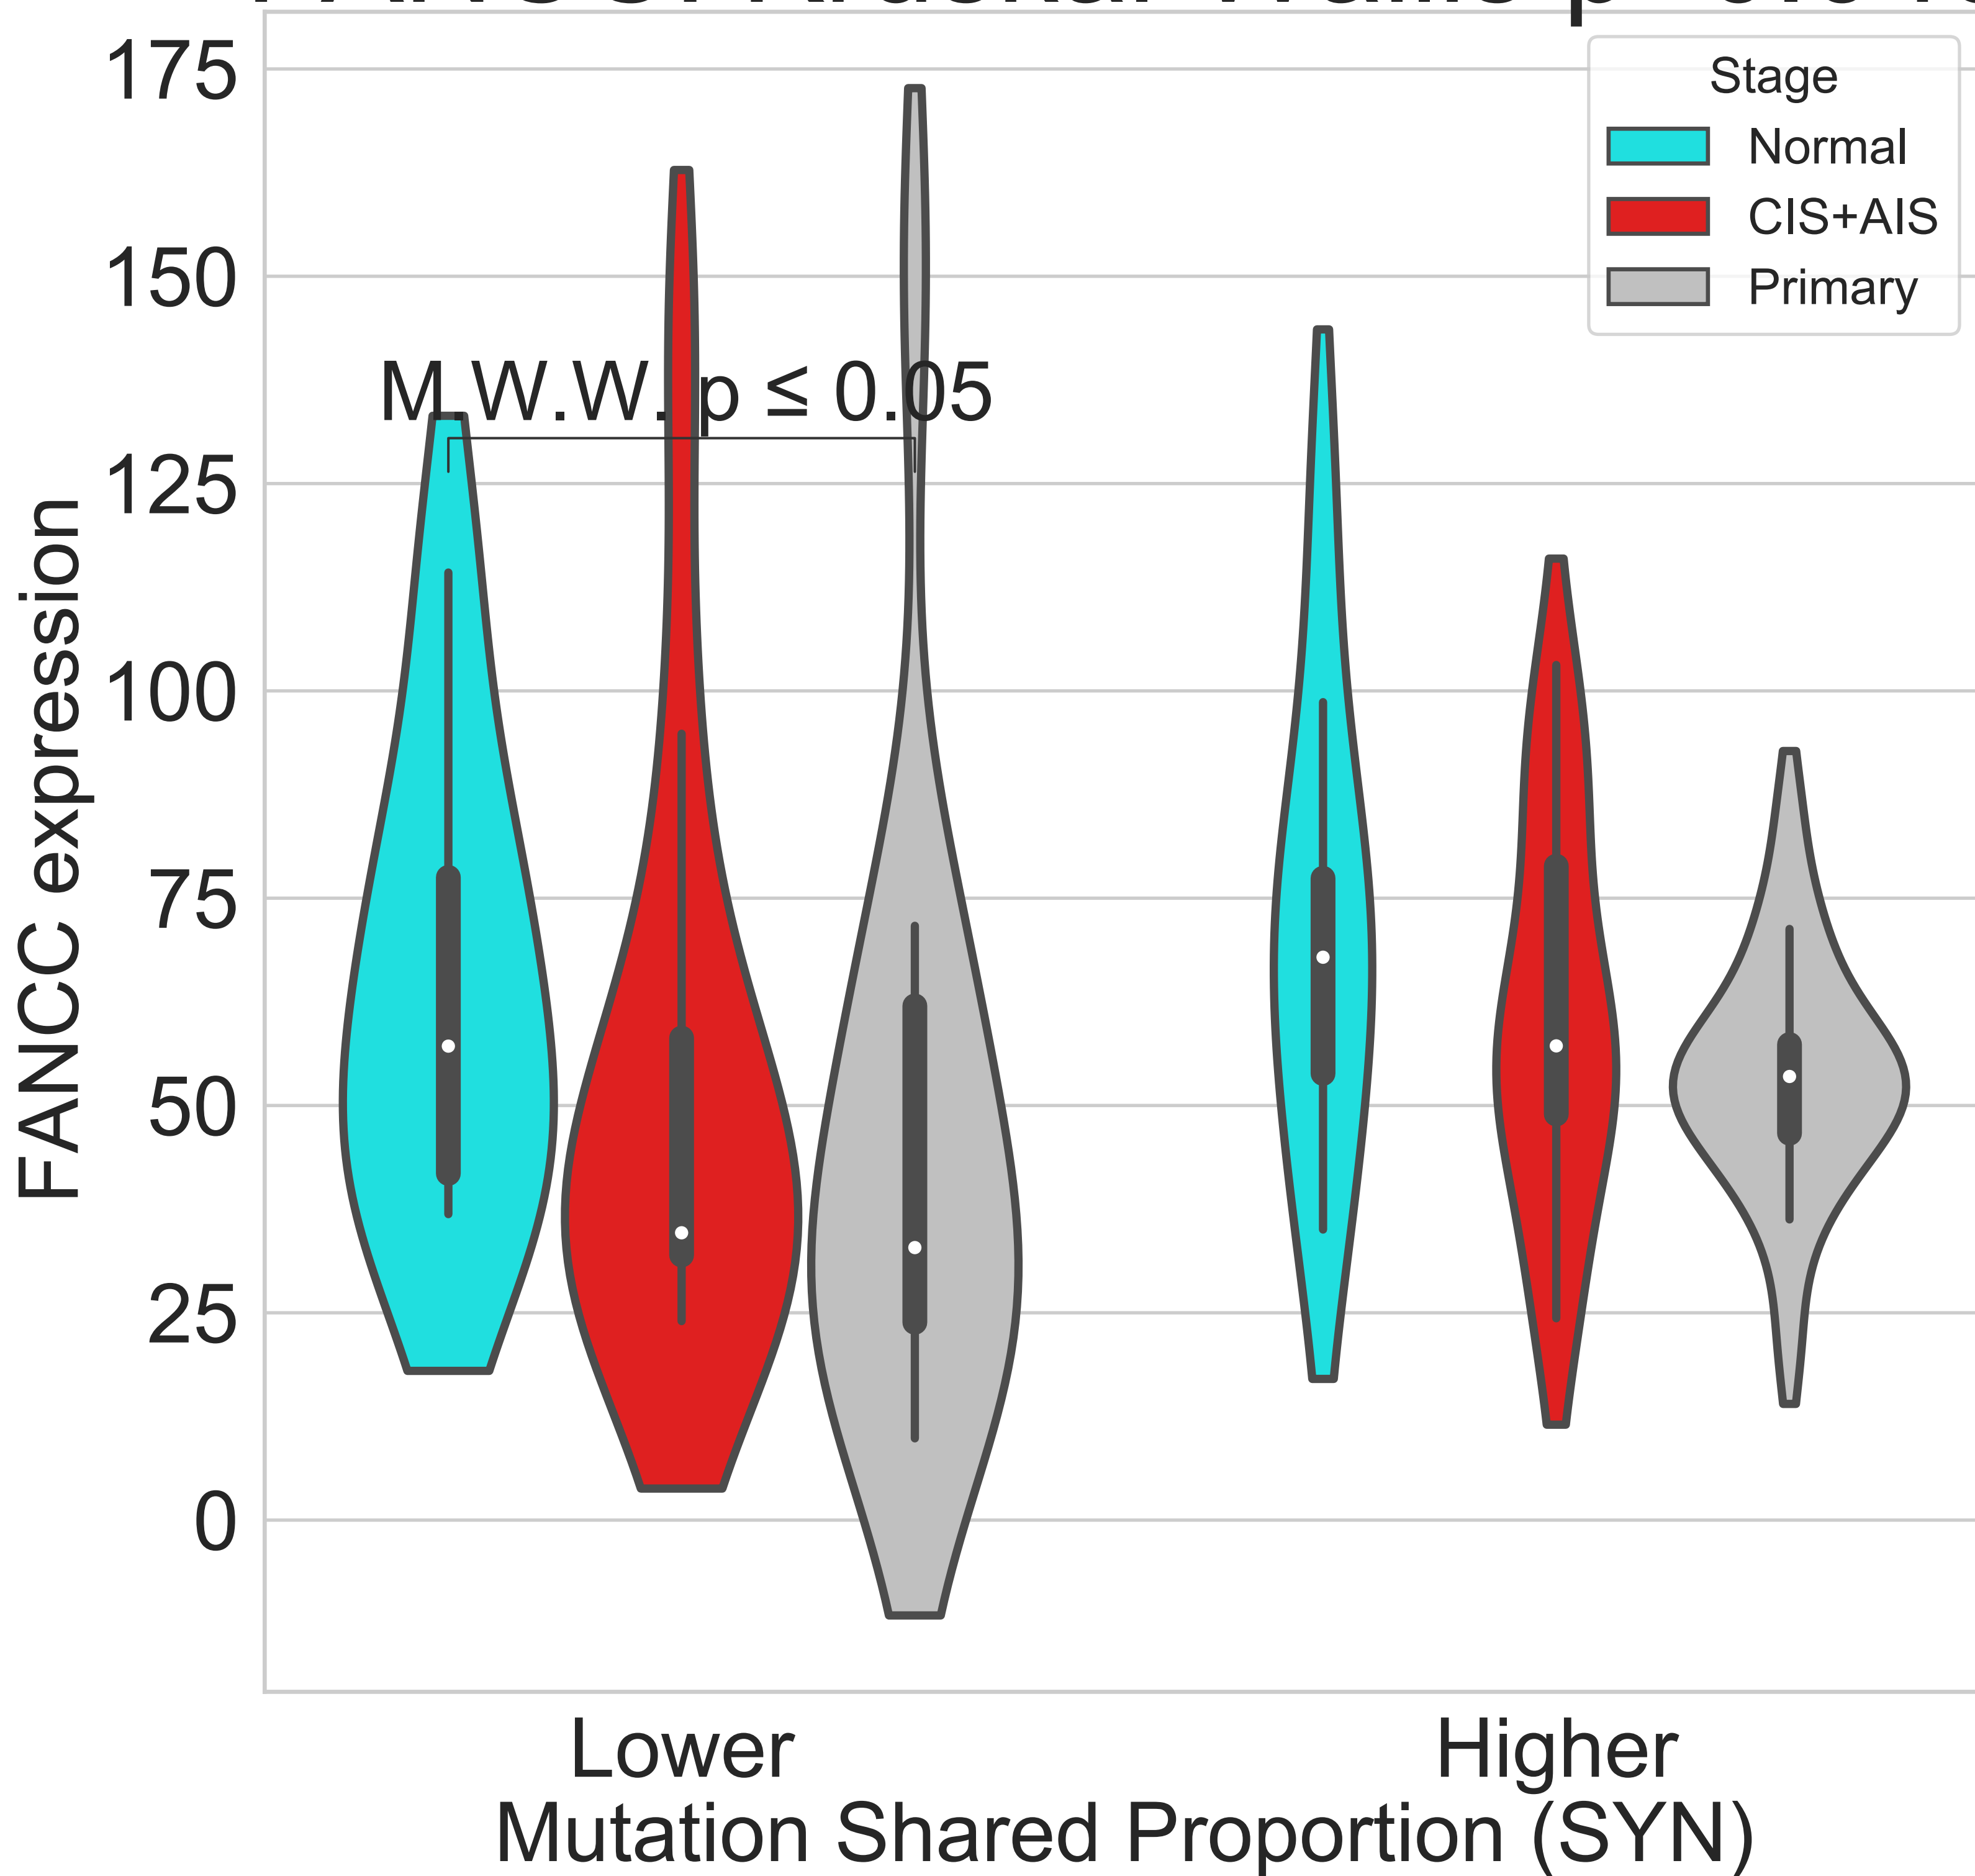 175
150
125
100
75
50
25
0
FANCC expression
Stage
Normal
CIS+AIS
Primary
M.W.W. p ≤ 0.05
Lower
Higher
Mutation Shared Proportion (SYN)